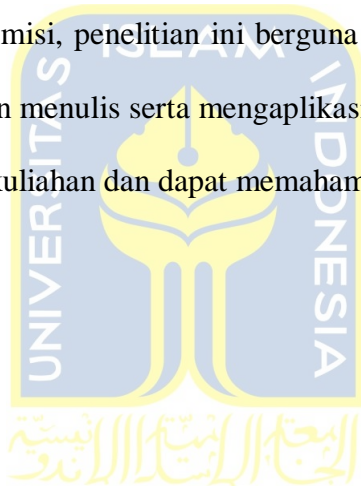 misi, penelitian ini berguna
ISLAM
n menulis serta mengaplikas
UNIVERSITAS
INDONESIA
kuliahan dan dapat memaham